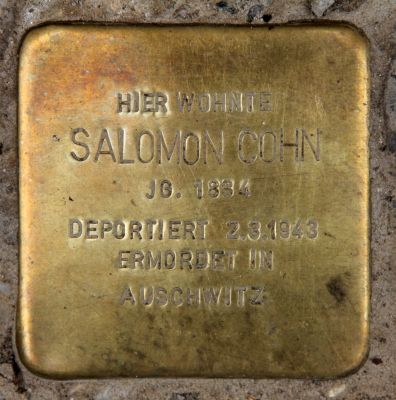 HIER WOHNTE
SALOMON COHN
JG. 1884
DEPORTIERT 2.3.1943
ERMORDET IN
AUSCHWITZ